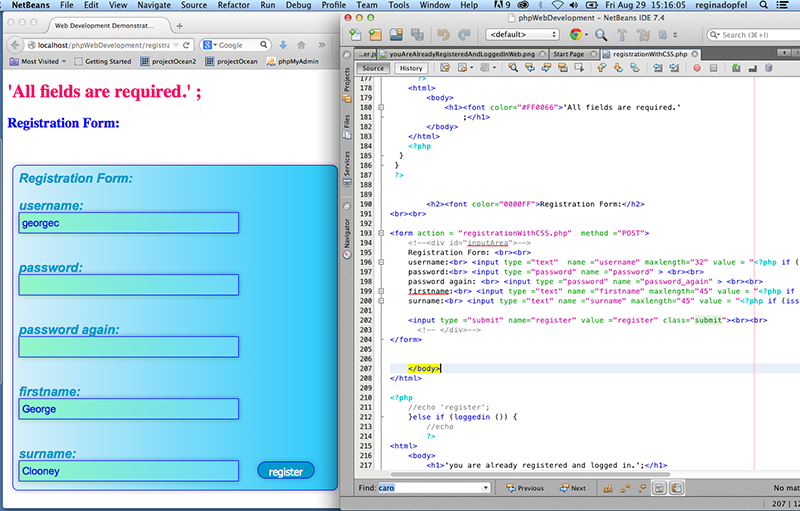 NetBeans File Edit View Navigate Source Refactor Run Debug Profile Team Tools Window Help A 9 Fri Aug 29 15:16:05 reginadopfel
Web Development Demonstrat...
localhost/phpWebDevelopment/registra
Google
Most Visited Getting Started projectOcean2 projectOcean phpMyAdmin
'All fields are required.' ;
Registration Form:
Registration Form:
username:
georgec
password:
password again:
firstname:
George
surname:
Clooney
register
phpWebDevelopment – NetBeans IDE 7.4
<default>
Search (⌘+I)
...er.js youAreAlreadyRegisteredAndLoggedInWeb.png Start Page registrationWithCSS.php
Source History
Projects
Files
Services
Navigator
177 ?>
178 <html>
179 <body>
180 <h1><font color="#FF0066">'All fields are required.'
181 ;</h1>
182 </body>
183 </html>
184 <?php
185 }
186 }
187 ?>
188
189
190 <h2><font color="0000FF">Registration Form:</h2>
191 <br><br>
192
193 <form action = "registrationWithCSS.php" method ="POST">
194 <!--<div id="inputArea">-->
195 Registration Form: <br><br>
196 username:<br> <input type ="text" name ="username" maxlength="32" value = "<?php if (
197 password:<br> <input type ="password" name ="password" > <br><br>
198 password again: <br> <input type ="password" name ="password_again" > <br><br>
199 firstname:<br> <input type ="text" name ="firstname" maxlength="45" value = "<?php if
200 surname:<br> <input type ="text" name ="surname" maxlength="45" value = "<?php if (iss
201
202 <input type ="submit" name="register" value ="register" class="submit"><br><br>
203 <!-- </div>-->
204 </form>
205
206
207 </body>
208 </html>
209
210 <?php
211 //echo 'register';
212 }else if (loggedin ()) {
213 //echo
214 ?>
215 <html>
216 <body>
217 <h1>'you are already registered and logged in.';</h1>
Find: caro Previous Next No mat
207 | 12